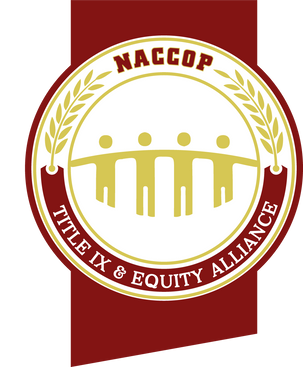 NACCOP
TITLE IX & EQUITY ALLIANCE